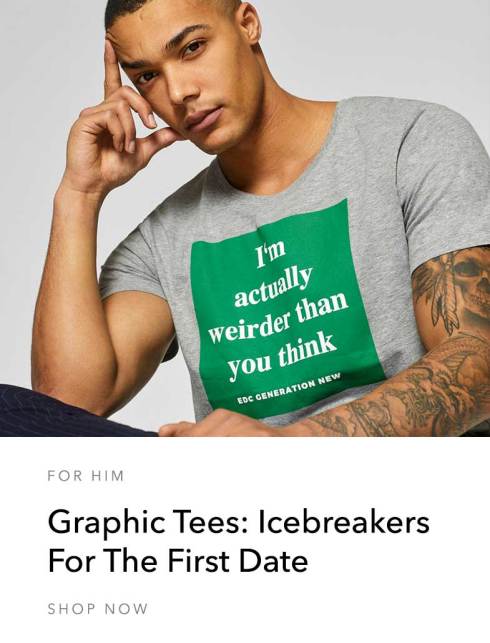 I'm
actually
weirder than
you think
EDC GENERATION NEW
FOR HIM
Graphic Tees: Icebreakers
For The First Date
SHOP NOW